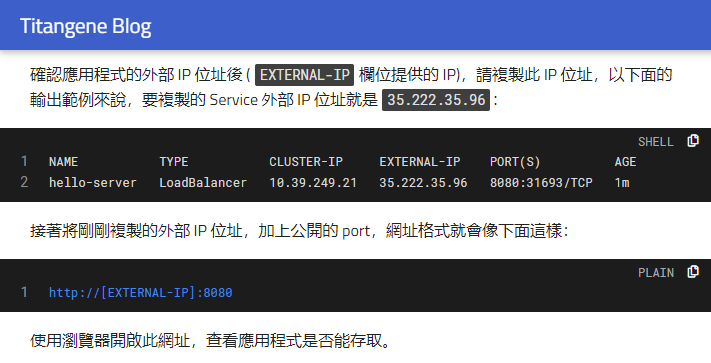 Titangene Blog
確認應用程式的外部 IP 位址後 ( EXTERNAL-IP 欄位提供的 IP)，請複製此 IP 位址，以下面的
輸出範例來說，要複製的 Service 外部 IP 位址就是 35.222.35.96：
SHELL
1 NAME TYPE CLUSTER-IP EXTERNAL-IP PORT(S) AGE
2 hello-server LoadBalancer 10.39.249.21 35.222.35.96 8080:31693/TCP 1m
接著將剛剛複製的外部 IP 位址，加上公開的 port，網址格式就會像下面這樣：
PLAIN
1 http://[EXTERNAL-IP]:8080
使用瀏覽器開啟此網址，查看應用程式是否能存取。